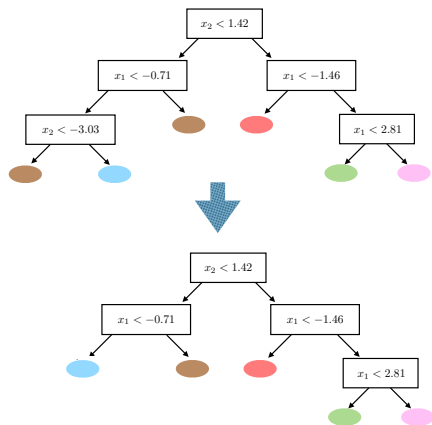 x₂ < 1.42
x₁ < −0.71
x₁ < −1.46
x₂ < −3.03
x₁ < 2.81
x₂ < 1.42
x₁ < −0.71
x₁ < −1.46
x₁ < 2.81